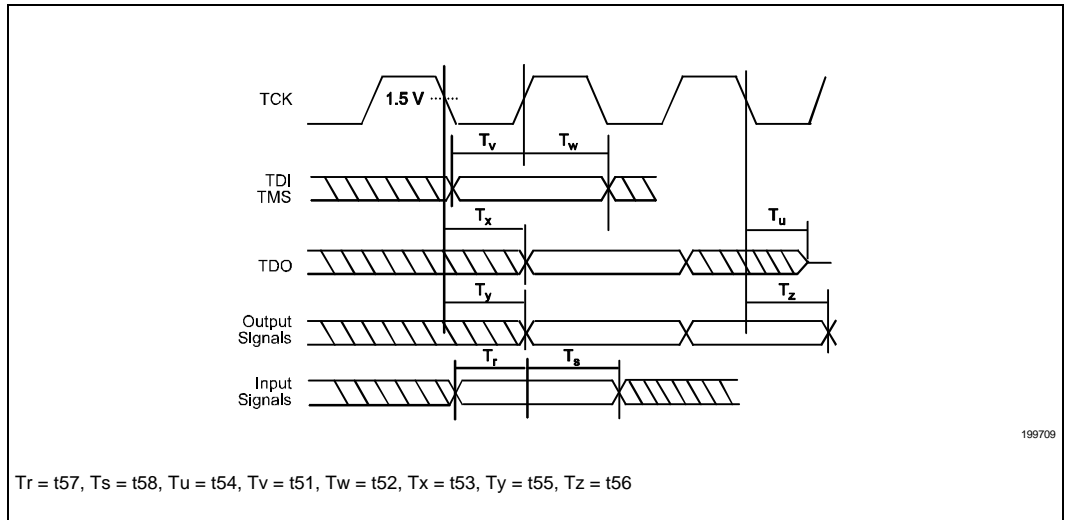 TCK
1.5 V
Tv
Tw
TDI
TMS
Tx
Tu
TDO
Ty
Tz
Output
Signals
Tr
Ts
Input
Signals
199709
Tr = t57, Ts = t58, Tu = t54, Tv = t51, Tw = t52, Tx = t53, Ty = t55, Tz = t56